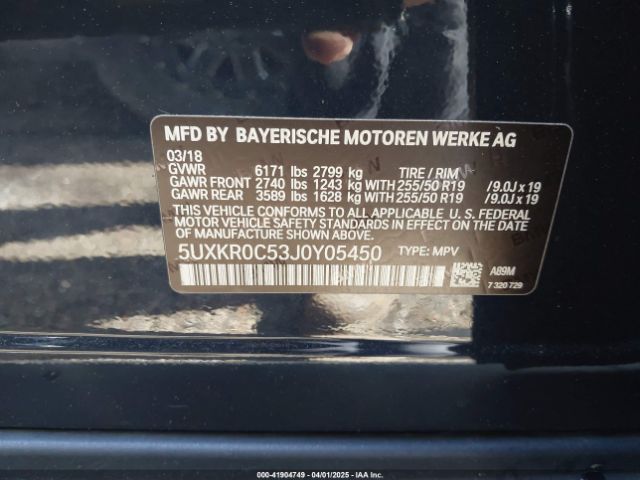 MFD BY BAYERISCHE MOTOREN WERKE AG
03/18
GVWR 6171 lbs 2799 kg TIRE / RIM
GAWR FRONT 2740 lbs 1243 kg WITH 255/50 R19 /9.0J x 19
GAWR REAR 3589 lbs 1628 kg WITH 255/50 R19 /9.0J x 19
THIS VEHICLE CONFORMS TO ALL APPLICABLE U. S. FEDERAL
MOTOR VEHICLE SAFETY STANDARDS IN EFFECT ON THE DATE
OF MANUFACTURE SHOWN ABOVE.
5UXKR0C53J0Y05450 TYPE: MPV
A89M
7 320 729
000-41904749 - 04/01/2025 - IAA Inc.